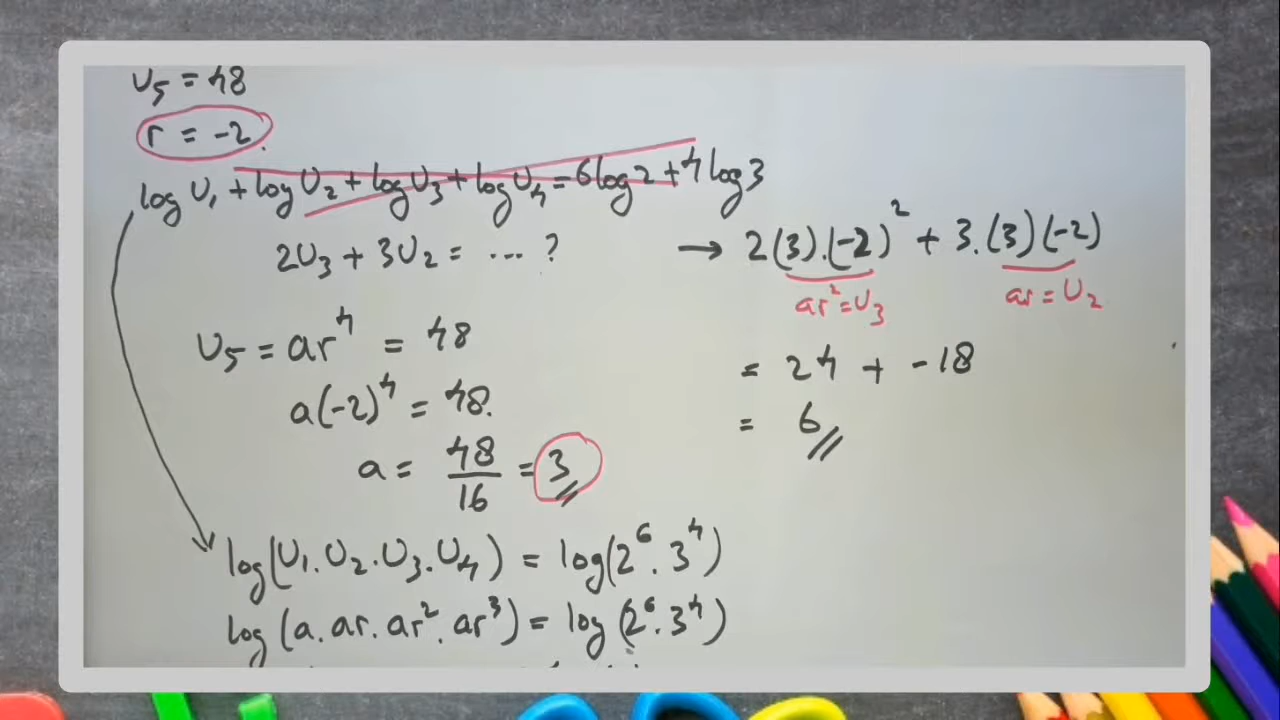 U₅ = 48
r = -2
log U₁ + log U₂ + log U₃ + log U₄ = 6 log 2 + 4 log 3
2U₃ + 3U₂ = ... ?
U₅ = ar⁴ = 48
a(-2)⁴ = 48.
a = 48/16 = 3
log(U₁.U₂.U₃.U₄) = log(2⁶.3⁴)
log(a.ar.ar².ar³) = log(2⁶.3⁴)
→ 2(3).(-2)² + 3.(3)(-2)
ar² = U₃ ar = U₂
= 24 + -18
= 6